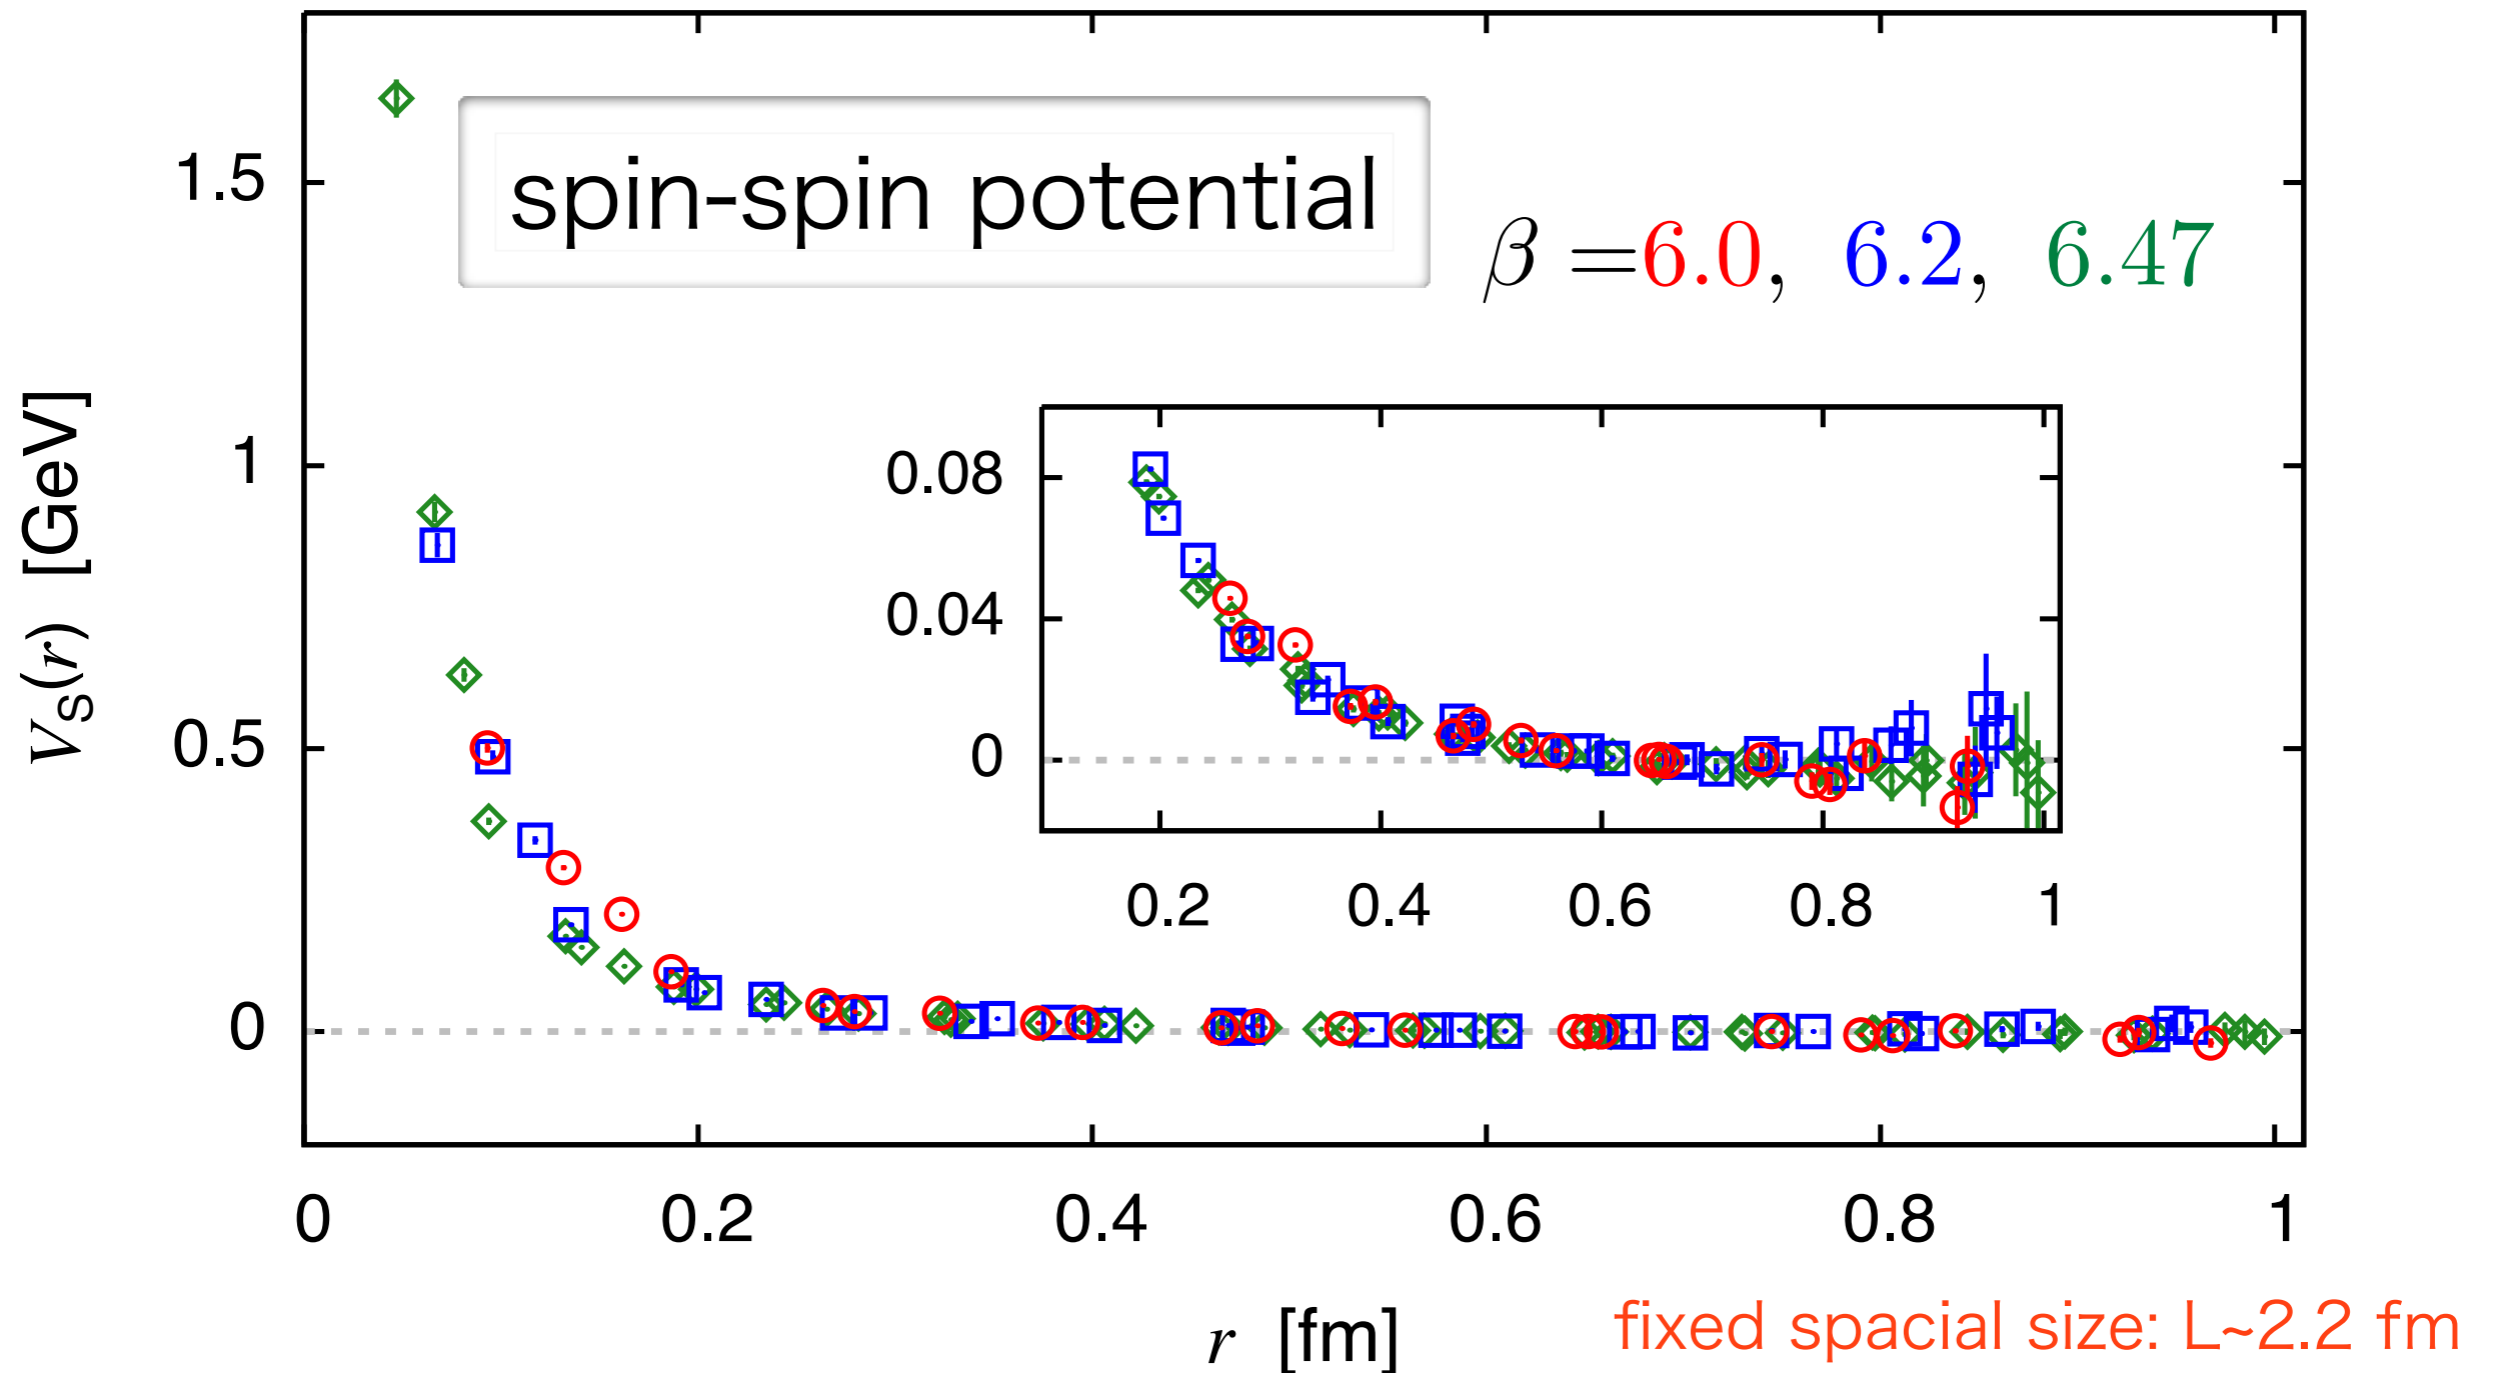 spin-spin potential
β =6.0, 6.2, 6.47
1.5
1
0.5
0
V_S(r) [GeV]
0.08
0.04
0
0.2 0.4 0.6 0.8 1
0 0.2 0.4 0.6 0.8 1
r [fm]
fixed spacial size: L~2.2 fm